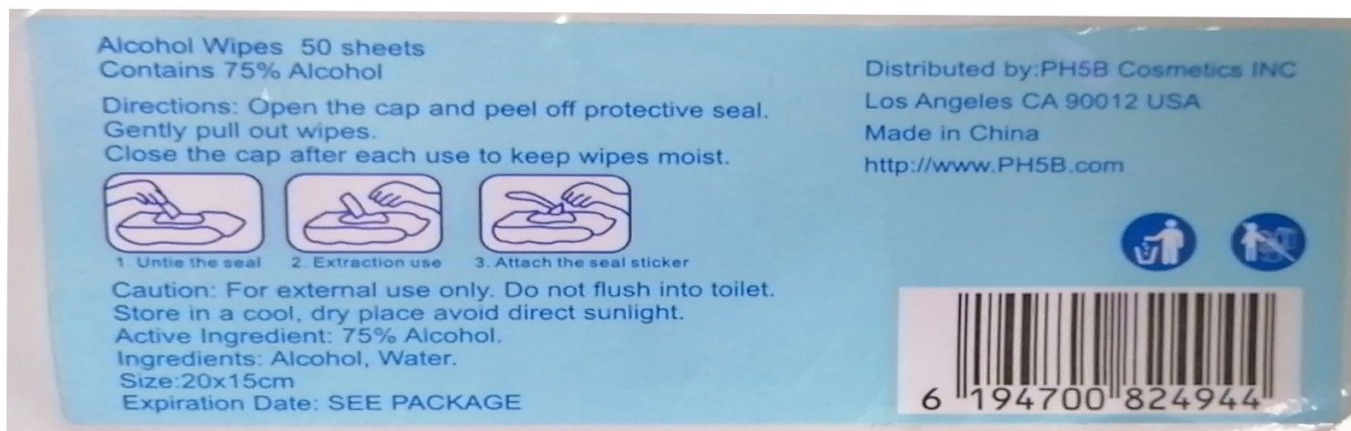 Alcohol Wipes 50 sheets
Contains 75% Alcohol
Directions: Open the cap and peel off protective seal.
Gently pull out wipes.
Close the cap after each use to keep wipes moist.
1. Untie the seal
2. Extraction use
3. Attach the seal sticker
Caution: For external use only. Do not flush into toilet.
Store in a cool, dry place avoid direct sunlight.
Active Ingredient: 75% Alcohol.
Ingredients: Alcohol, Water.
Size:20x15cm
Expiration Date: SEE PACKAGE
Distributed by:PH5B Cosmetics INC
Los Angeles CA 90012 USA
Made in China
http://www.PH5B.com
6 194700 824944